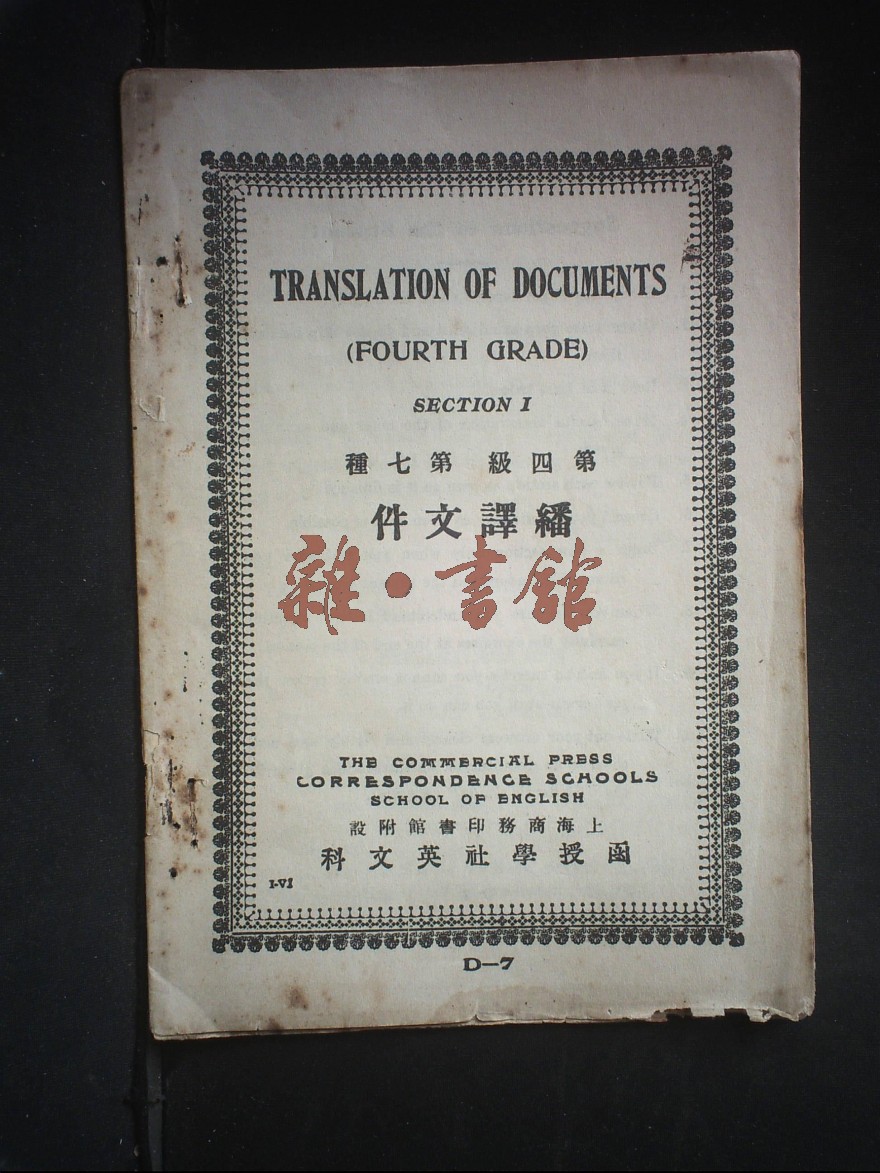 TRANSLATION OF DOCUMENTS
(FOURTH GRADE)
SECTION I
第四級 第七種
繙譯文件
雜·書館
THE COMMERCIAL PRESS
CORRESPONDENCE SCHOOLS
SCHOOL OF ENGLISH
上海商務印書館附設
函授學社英文科
I-VI
D—7